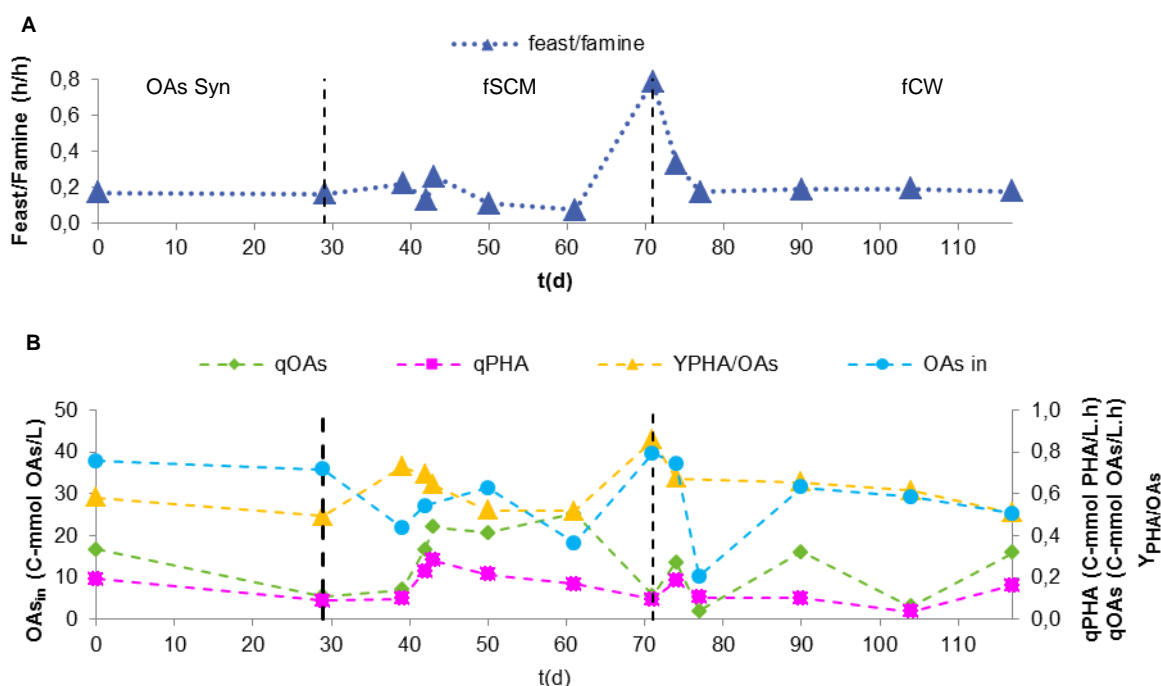 A
feast/famine
Feast/Famine (h/h)
0,8
0,6
0,4
0,2
0,0
OAs Syn
fSCM
fCW
0 10 20 30 40 50 60 70 80 90 100 110
t(d)
B
qOAs qPHA YPHA/OAs OAs in
OAsin (C-mmol OAs/L)
50
40
30
20
10
0
1,0
0,8
0,6
0,4
0,2
0,0
qPHA (C-mmol PHA/L.h)
qOAs (C-mmol OAs/L.h)
YPHA/OAs
0 10 20 30 40 50 60 70 80 90 100 110
t(d)